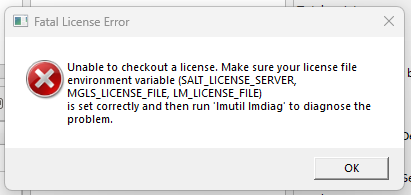 Fatal License Error
Unable to checkout a license. Make sure your license file
environment variable (SALT_LICENSE_SERVER,
MGLS_LICENSE_FILE, LM_LICENSE_FILE)
is set correctly and then run 'lmutil lmdiag' to diagnose the
problem.
OK